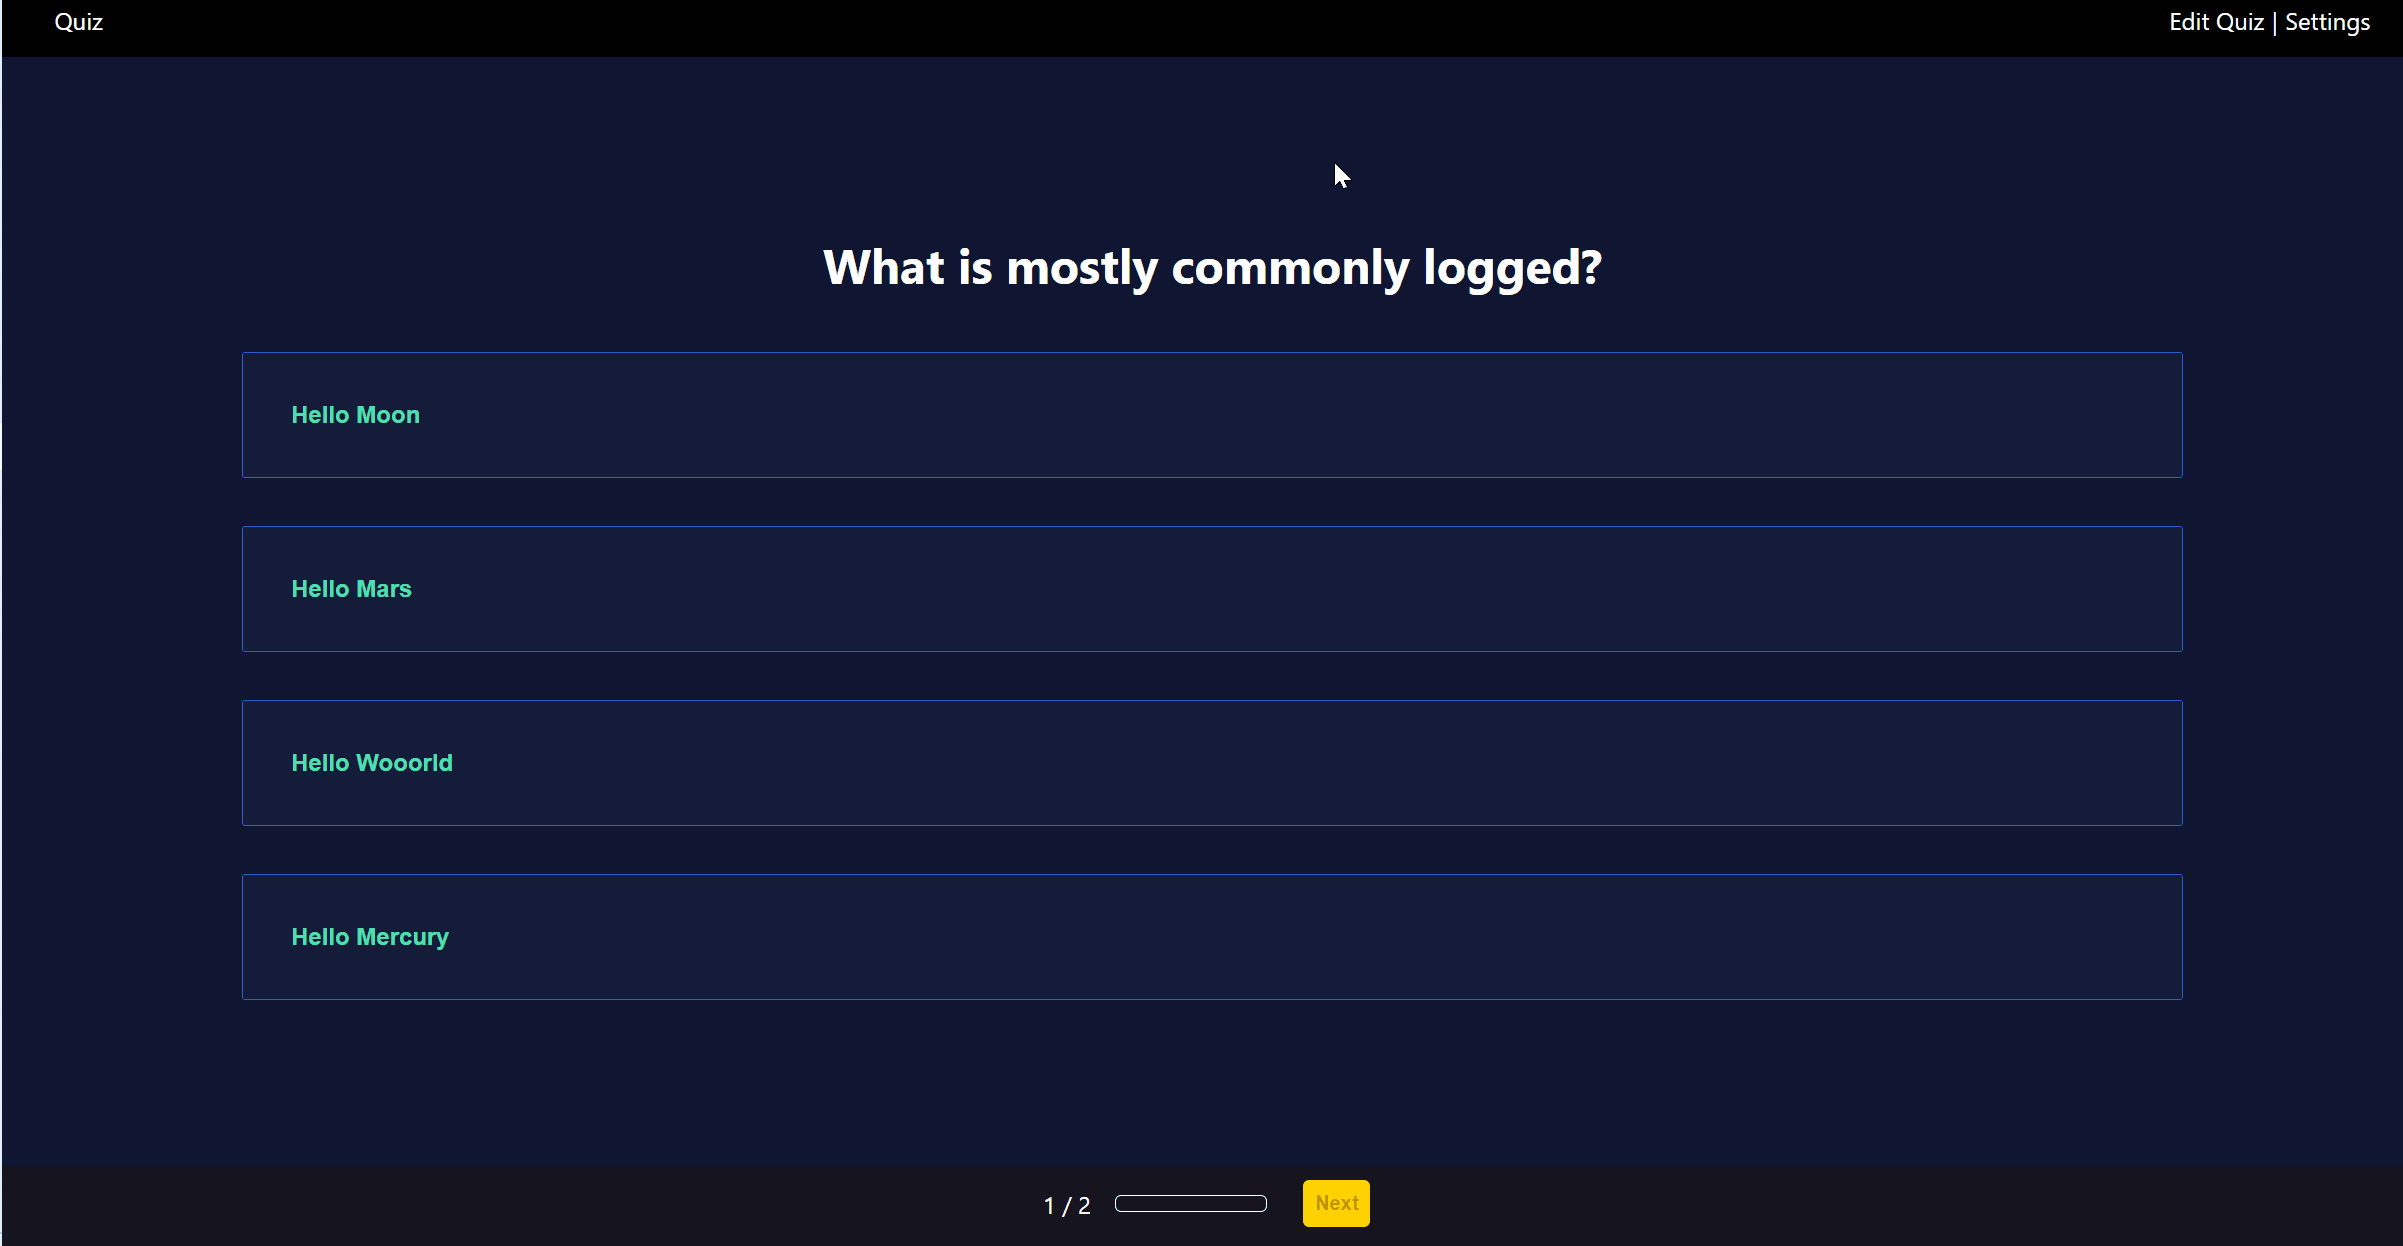 Quiz
Edit Quiz | Settings
What is mostly commonly logged?
Hello Moon
Hello Mars
Hello Wooorld
Hello Mercury
1 / 2
Next